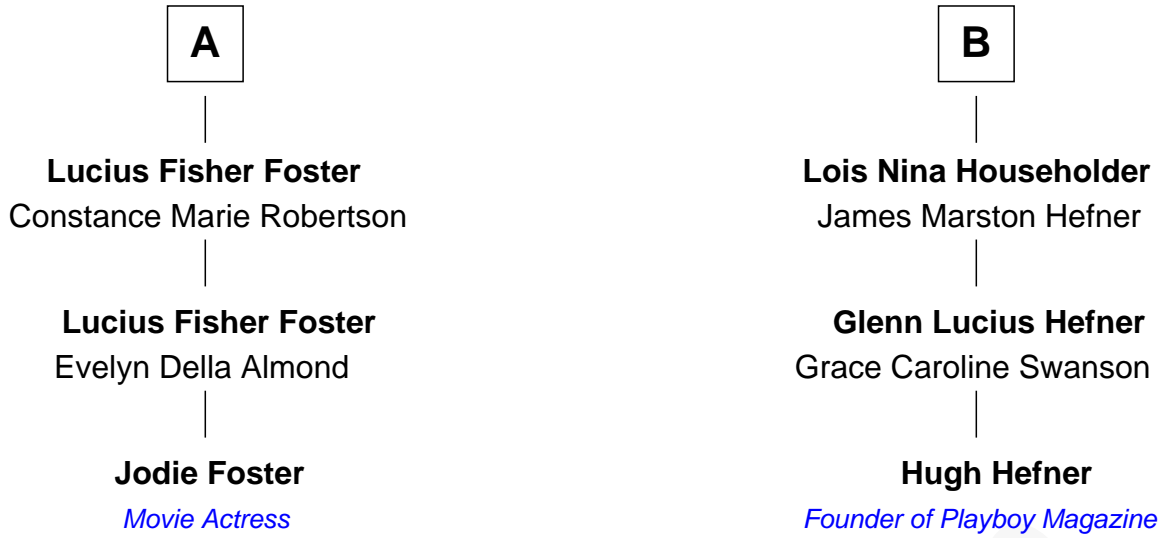 A
B
Lucius Fisher Foster
Constance Marie Robertson
Lois Nina Householder
James Marston Hefner
Lucius Fisher Foster
Evelyn Della Almond
Glenn Lucius Hefner
Grace Caroline Swanson
Jodie Foster
Movie Actress
Hugh Hefner
Founder of Playboy Magazine